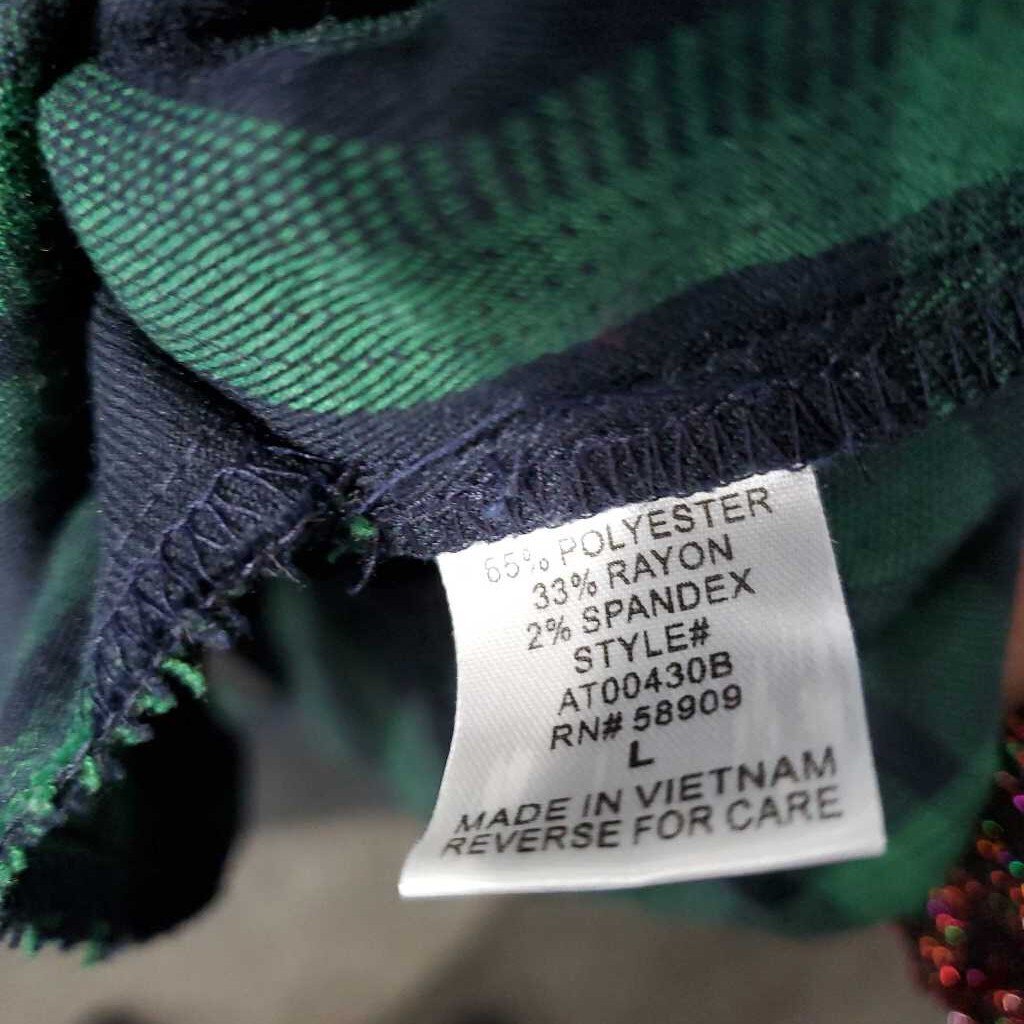 65% POLYESTER
33% RAYON
2% SPANDEX
STYLE#
AT00430B
RN# 58909
L
MADE IN VIETNAM
REVERSE FOR CARE